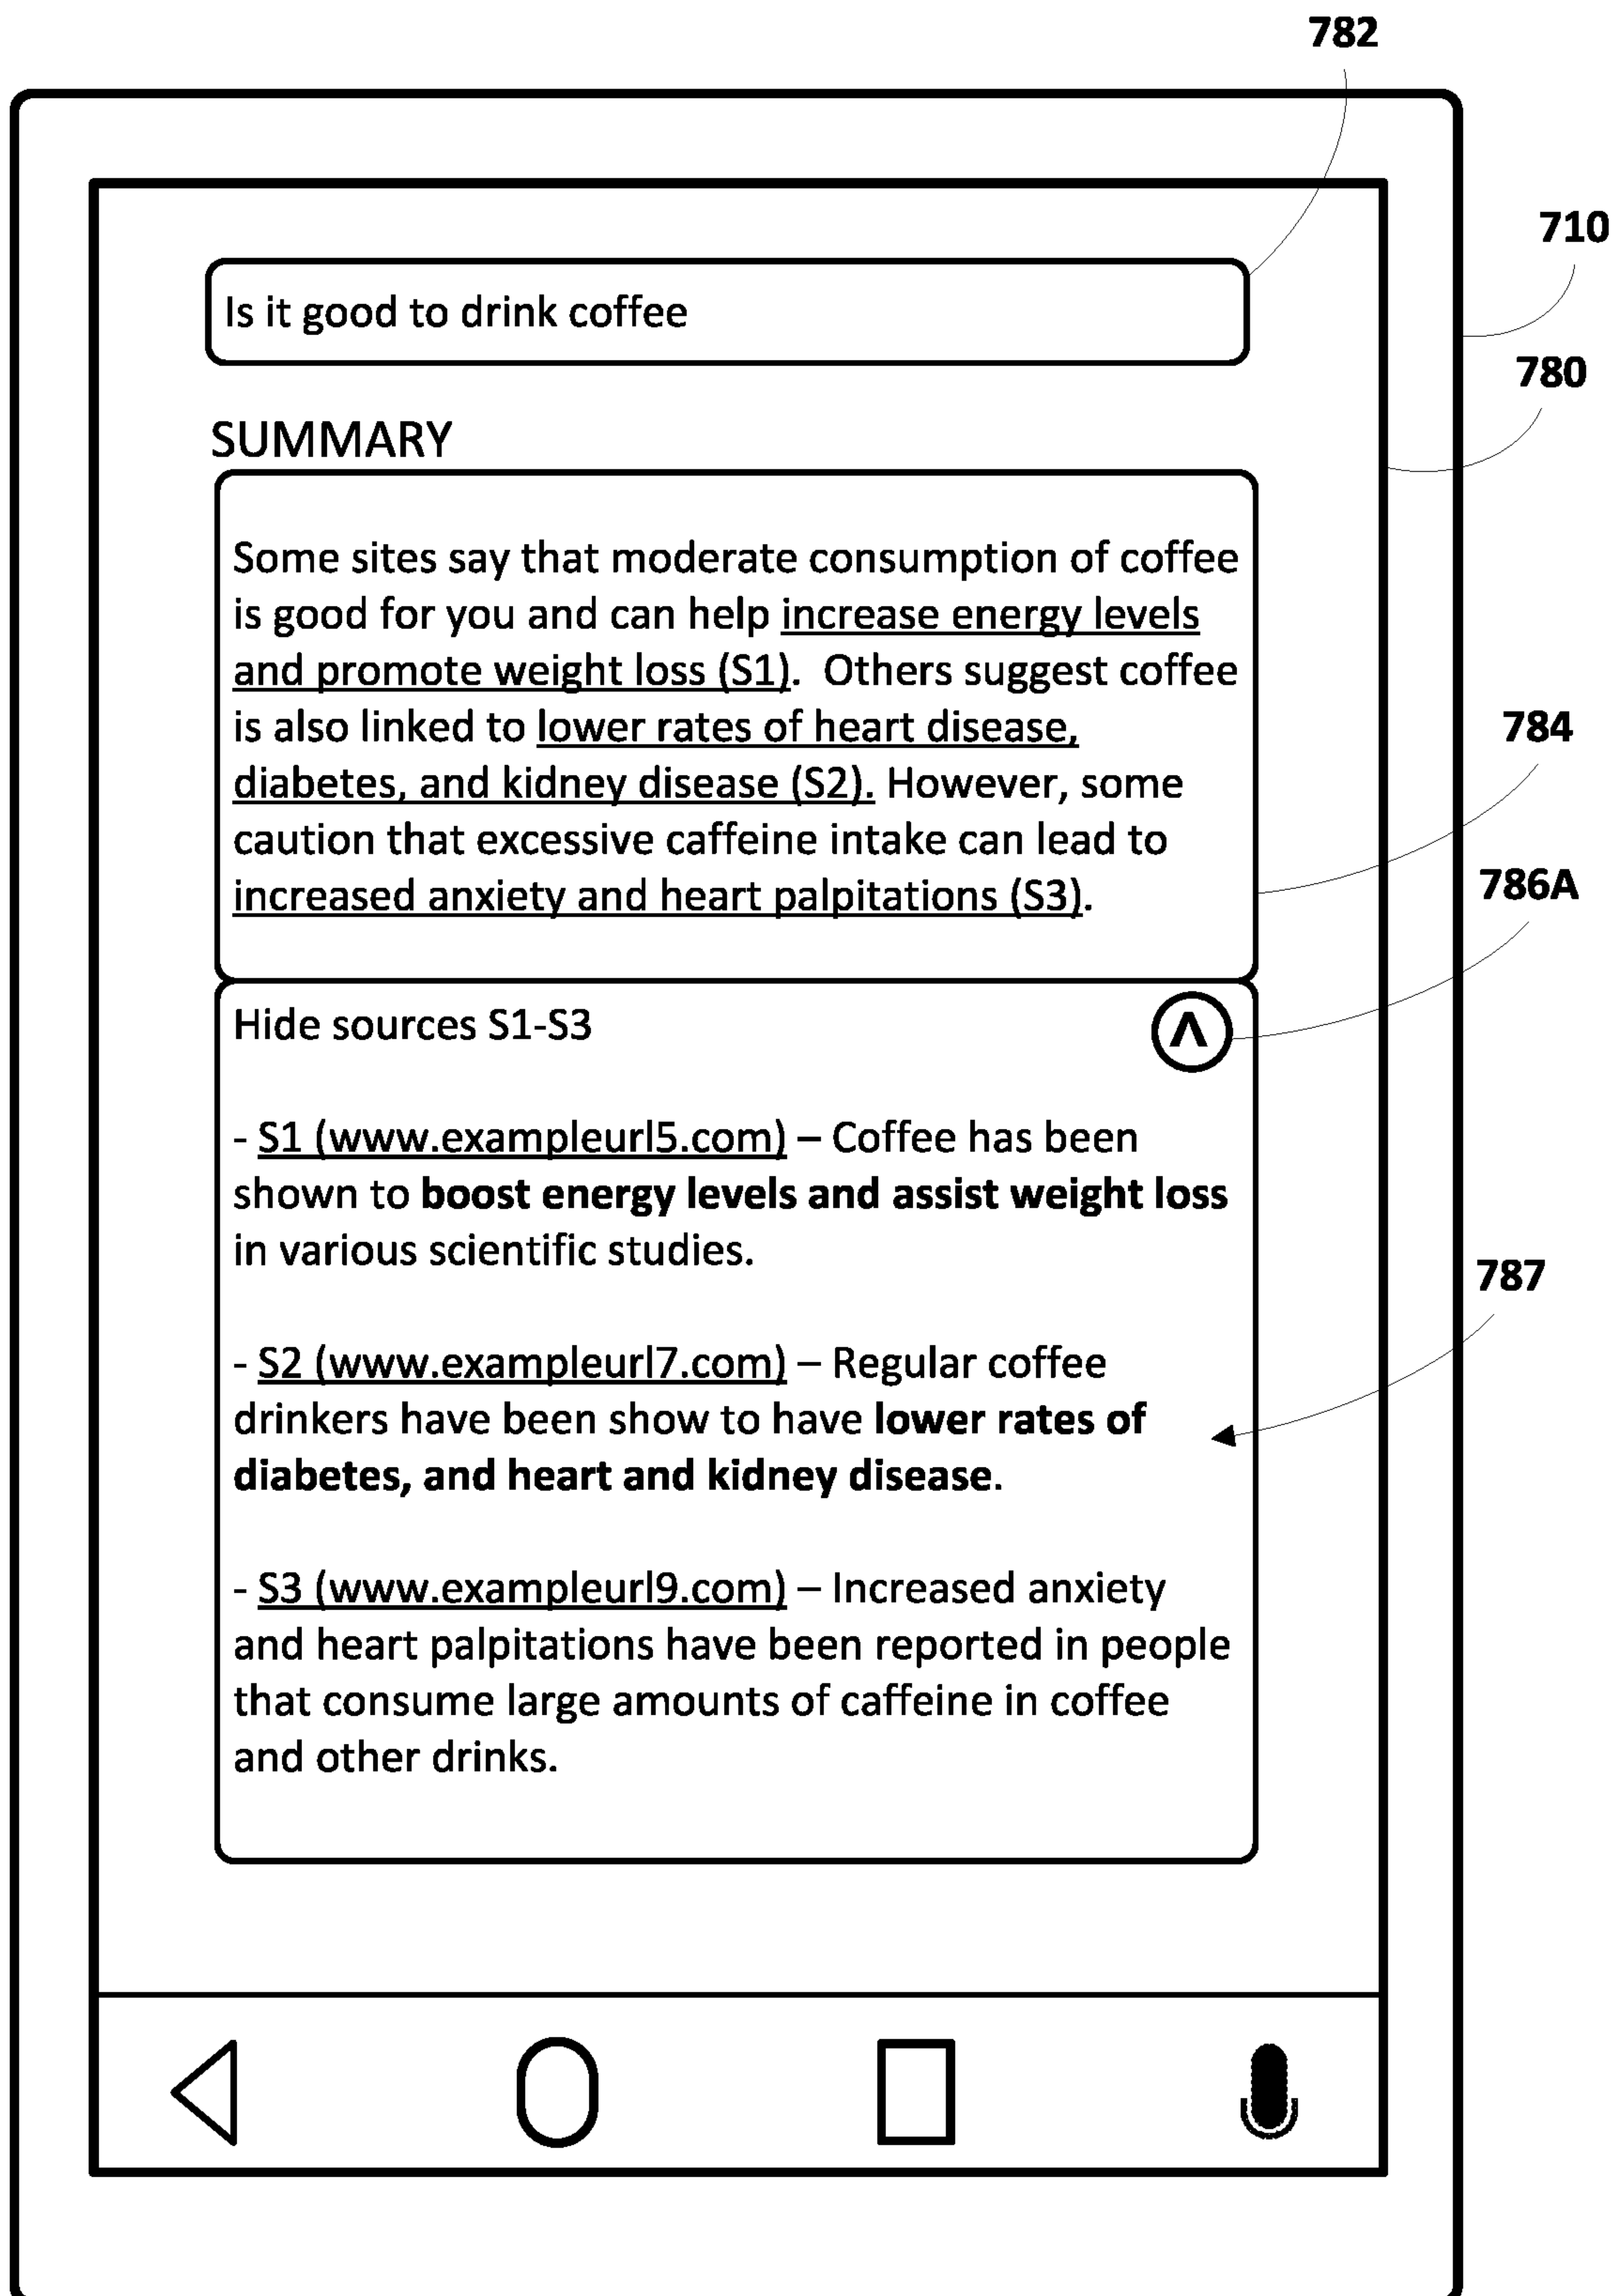 782
710
Is it good to drink coffee
780
SUMMARY
Some sites say that moderate consumption of coffee
is good for you and can help increase energy levels
and promote weight loss (S1).  Others suggest coffee
is also linked to lower rates of heart disease,
784
diabetes, and kidney disease (S2). However, some
caution that excessive caffeine intake can lead to
786A
increased anxiety and heart palpitations (S3).
Hide sources S1-S3
- S1 (www.exampleurl5.com) – Coffee has been
shown to boost energy levels and assist weight loss
in various scientific studies.
787
- S2 (www.exampleurl7.com) – Regular coffee
drinkers have been show to have lower rates of
diabetes, and heart and kidney disease.
- S3 (www.exampleurl9.com) – Increased anxiety
and heart palpitations have been reported in people
that consume large amounts of caffeine in coffee
and other drinks.